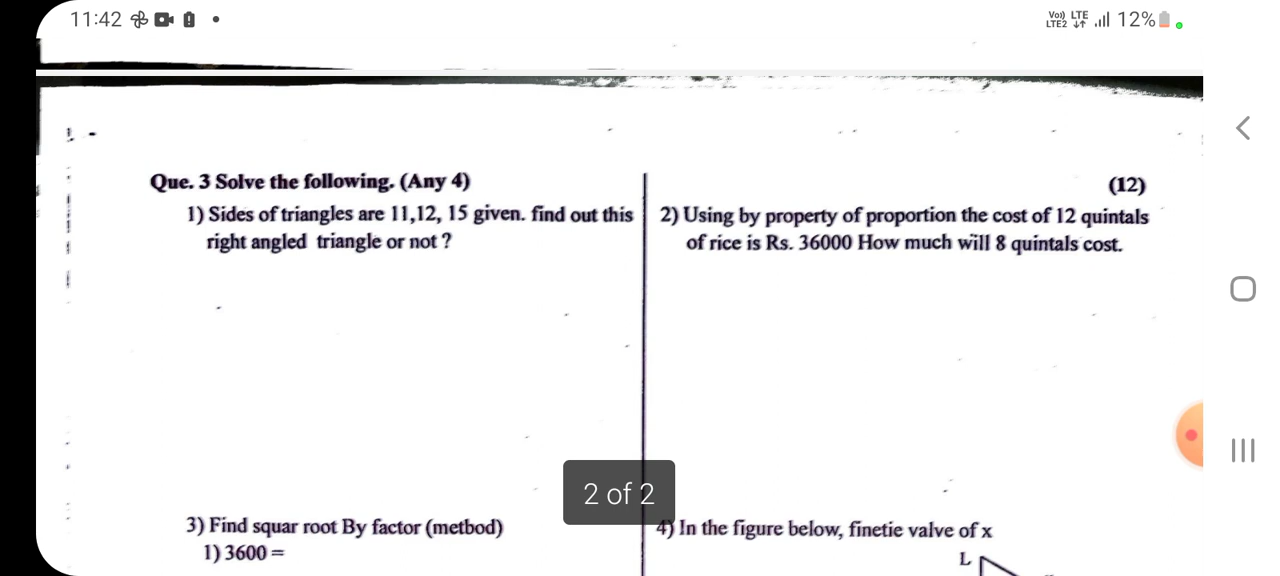 11:42
Vo)) LTE
LTE2
12%
Que. 3 Solve the following. (Any 4)
(12)
1) Sides of triangles are 11,12, 15 given. find out this
right angled triangle or not ?
2) Using by property of proportion the cost of 12 quintals
of rice is Rs. 36000 How much will 8 quintals cost.
2 of 2
3) Find squar root By factor (metbod)
1) 3600 =
4) In the figure below, finetie valve of x
L